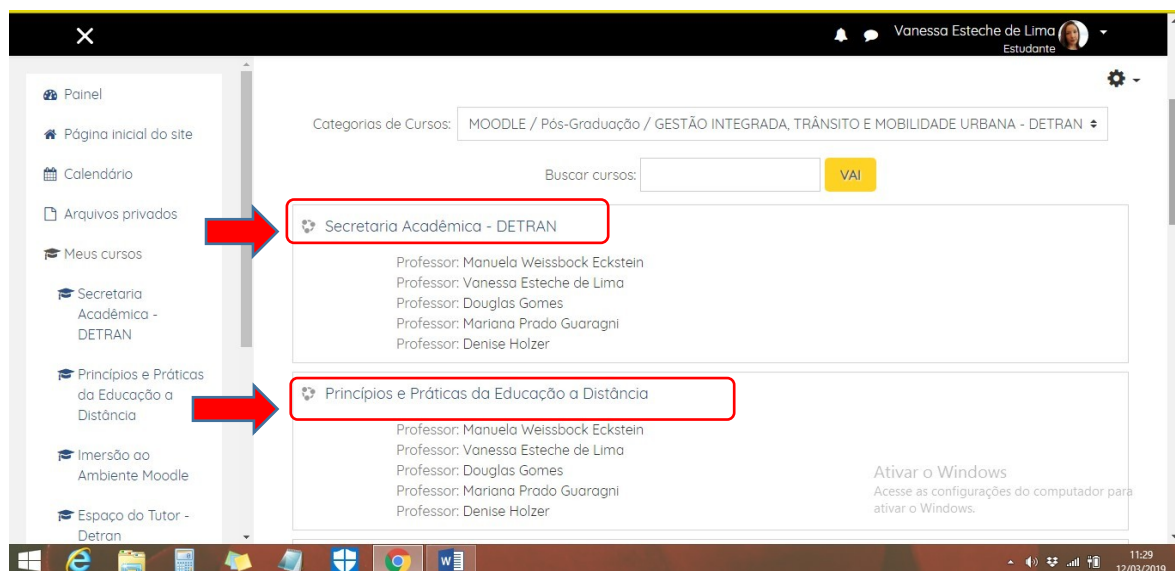 Vanessa Esteche de Lima
Estudante
Painel
Página inicial do site
Calendário
Arquivos privados
Meus cursos
Secretaria
Acadêmica -
DETRAN
Princípios e Práticas
da Educação a
Distância
Imersão ao
Ambiente Moodle
Espaço do Tutor -
Detran
Categorias de Cursos: MOODLE / Pós-Graduação / GESTÃO INTEGRADA, TRÂNSITO E MOBILIDADE URBANA - DETRAN
Buscar cursos: VAI
Secretaria Acadêmica - DETRAN
Professor: Manuela Weissbock Eckstein
Professor: Vanessa Esteche de Lima
Professor: Douglas Gomes
Professor: Mariana Prado Guaragni
Professor: Denise Holzer
Princípios e Práticas da Educação a Distância
Professor: Manuela Weissbock Eckstein
Professor: Vanessa Esteche de Lima
Professor: Douglas Gomes
Professor: Mariana Prado Guaragni
Professor: Denise Holzer
Ativar o Windows
Acesse as configurações do computador para
ativar o Windows.
11:29
12/03/2019